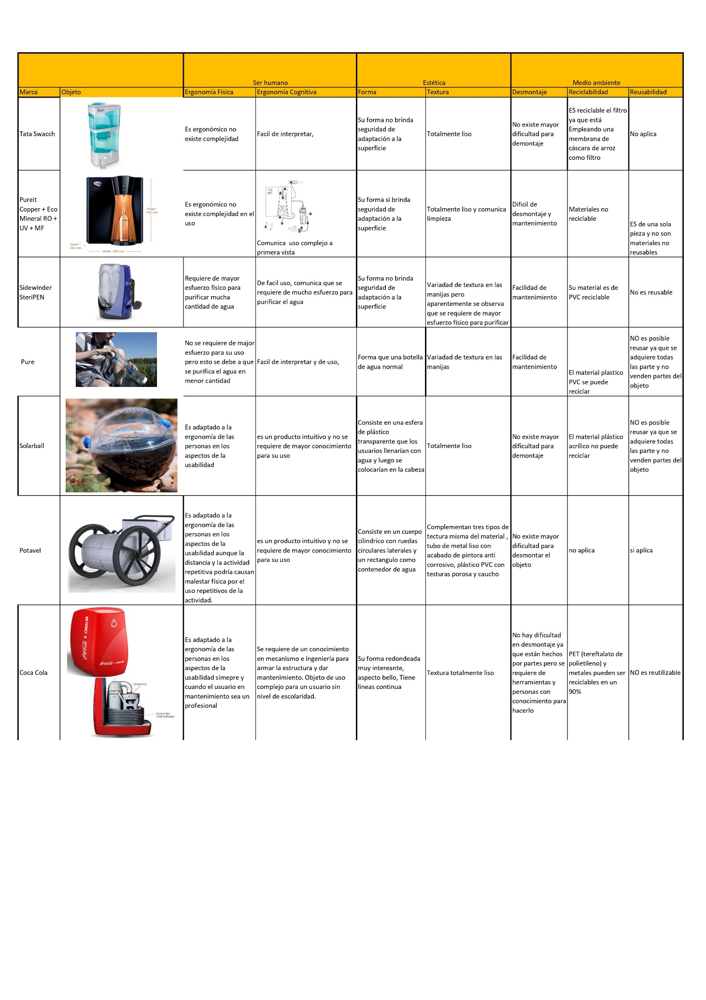 Ser humano
Estética
Medio ambiente
Marca
Objeto
Ergonomía Física
Ergonomía Cognitiva
Forma
Textura
Desmontaje
Reciclabilidad
Reusabilidad
Tata Swacch
Es ergonómico no
existe complejidad
Facil de interpretar,
Su forma no brinda
seguridad de
adaptación a la
superficie
Totalmente liso
No existe mayor
dificultad para
demontaje
ES reciclable el filtro
ya que está
Empleando una
membrana de
cáscara de arroz
como filtro
No aplica
Pureit
Copper + Eco
Mineral RO +
UV + MF
Height
~447 mm
Depth
~361 mm
Width ~350 mm
Es ergonómico no
existe complejidad en el
uso
Comunica  uso complejo a
primera vista
Su forma si brinda
seguridad de
adaptación a la
superficie
Totalmente liso y comunica
limpieza
Dificil de
desmontaje y
mantenimiento
Materiales no
reciclable
ES de una sola
pieza y no son
materiales no
reusables
Sidewinder
SteriPEN
Requiere de mayor
esfuerzo físico para
purificar mucha
cantidad de agua
De facil uso, comunica que se
requiere de mucho esfuerzo para
purificar el agua
Su forma no brinda
seguridad de
adaptación a la
superficie
Variadad de textura en las
manijas pero
aparentemente se observa
que se requiere de mayor
esfuerzo fisico para purificar
Facilidad de
mantenimiento
Su material es de
PVC reciclable
No es reusable
Pure
No se requiere de major
esfuerzo para su uso
pero esto se debe a que
se purifica el agua en
menor cantidad
Facil de interpretar y de uso,
Forma que una botella
de agua normal
Variadad de textura en las
manijas
Facilidad de
mantenimiento
El material plastico
PVC se puede
reciclar
NO es posible
reusar ya que se
adquiere todas
las parte y no
venden partes del
objeto
Solarball
Es adaptado a la
ergonomía de las
personas en los
aspectos de la
usabilidad
es un producto intuitivo y no se
requiere de mayor conocimiento
para su uso
Consiste en una esfera
de plástico
transparente que los
usuarios llenarían con
agua y luego se
colocarían en la cabeza
Totalmente liso
No existe mayor
dificultad para
demontaje
El material plástico
acrílico no puede
reciclar
NO es posible
reusar ya que se
adquiere todas
las parte y no
venden partes del
objeto
Potavel
Es adaptado a la
ergonomía de las
personas en los
aspectos de la
usabilidad aunque la
distancia y la actividad
repetitiva podría causan
malestar física por el
uso repetitivos de la
actividad.
es un producto intuitivo y no se
requiere de mayor conocimiento
para su uso
Consiste en un cuerpo
cilindrico con ruedas
circulares laterales y
un rectangulo como
contenedor de agua
Complementan tres tipos de
tectura misma del material ,
tubo de metal liso con
acabado de pintora anti
corrosivo, plástico PVC con
testuras porosa y caucho
No existe mayor
dificultad para
desmontar el
objeto
no aplica
si aplica
Coca Cola
Coca-Cola + DEKA
Coca-Cola + DEKA
Compressor
Counterflow
Heat Exchanger
Es adaptado a la
ergonomía de las
personas en los
aspectos de la
usabilidad simepre y
cuando el usuario en
mantenimiento sea un
profesional
Se requiere de un conocimiento
en mecanismo e ingeniería para
armar la estructura y dar
mantenimiento. Objeto de uso
complejo para un usuario sin
nivel de escolaridad.
Su forma redondeada
muy intereante,
aspecto bello, Tiene
lineas continua
Textura totalmente liso
No hay dificultad
en desmontaje ya
que están hechos
por partes pero se
requiere de
herramientas y
personas con
conocimiento para
hacerlo
PET (tereftalato de
polietileno) y
metales pueden ser
reciclables en un
90%
NO es reutilizable